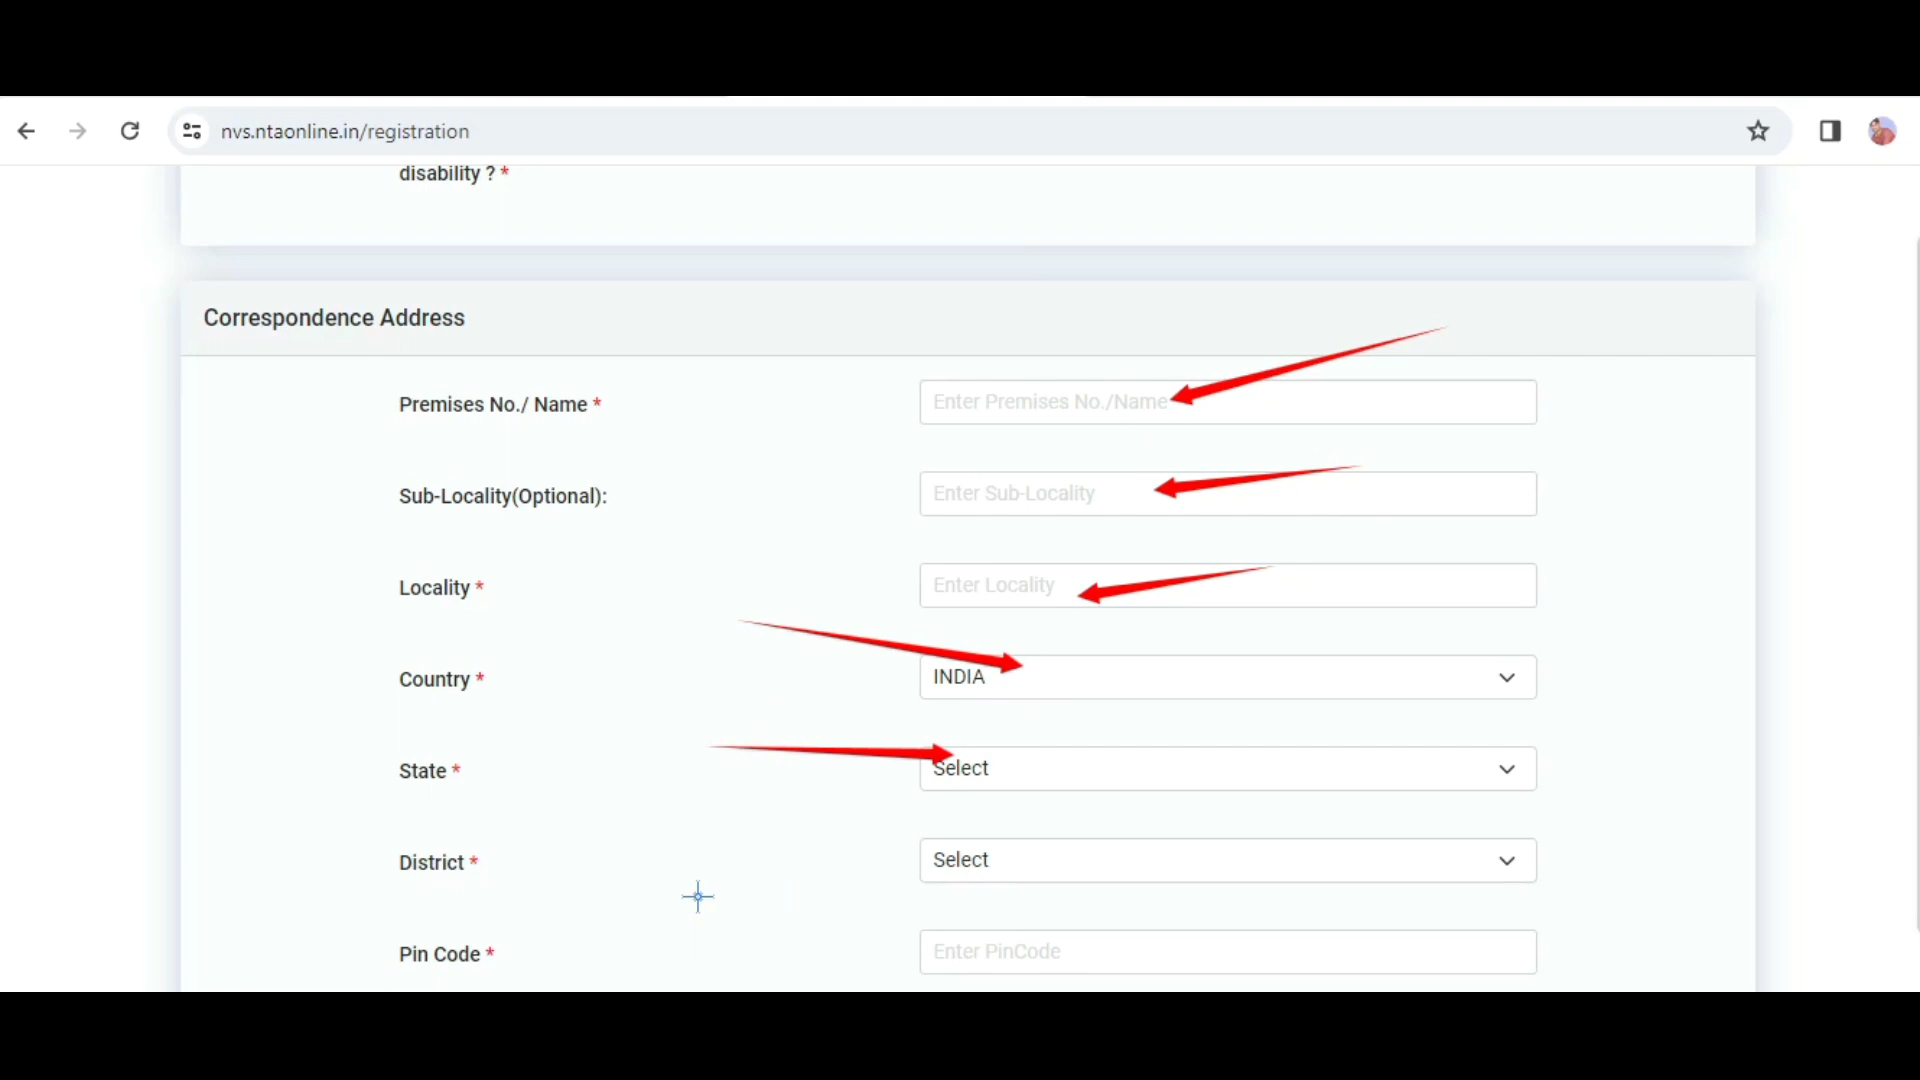 nvs.ntaonline.in/registration
disability ? *
Correspondence Address
Premises No./ Name *
Enter Premises No./Name
Sub-Locality(Optional):
Enter Sub-Locality
Locality *
Enter Locality
Country *
INDIA
State *
Select
District *
Select
Pin Code *
Enter PinCode